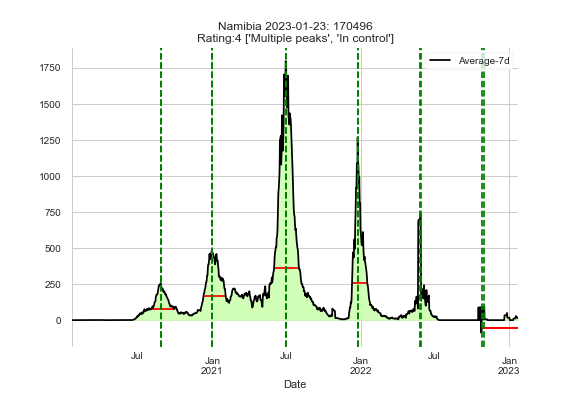 Namibia 2023-01-23: 170496
Rating:4 ['Multiple peaks', 'In control']
Average-7d
1750
1500
1250
1000
750
500
250
0
Jul
Jan
2021
Jul
Jan
2022
Jul
Jan
2023
Date